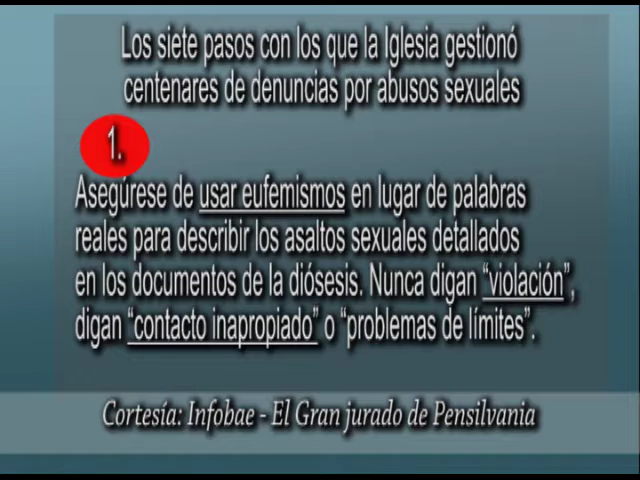 Los siete pasos con los que la Iglesia gestionó
centenares de denuncias por abusos sexuales
1.
Asegúrese de usar eufemismos en lugar de palabras
reales para describir los asaltos sexuales detallados
en los documentos de la diósesis. Nunca digan “violación”,
digan “contacto inapropiado” o “problemas de límites”.
Cortesía: Infobae - El Gran jurado de Pensilvania